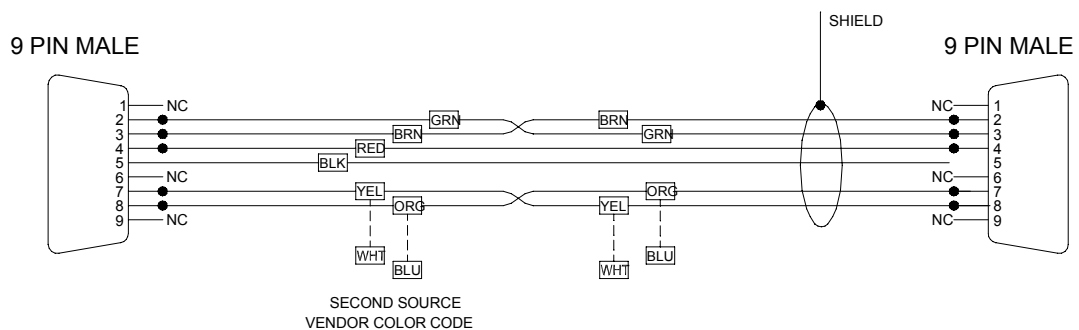 SHIELD
9 PIN MALE
9 PIN MALE
1 NC NC 1
2 GRN BRN 2
3 BRN GRN 3
4 RED 4
5 BLK 5
6 NC NC 6
7 YEL ORG 7
8 ORG YEL 8
9 NC NC 9
WHT BLU WHT BLU
SECOND SOURCE
VENDOR COLOR CODE